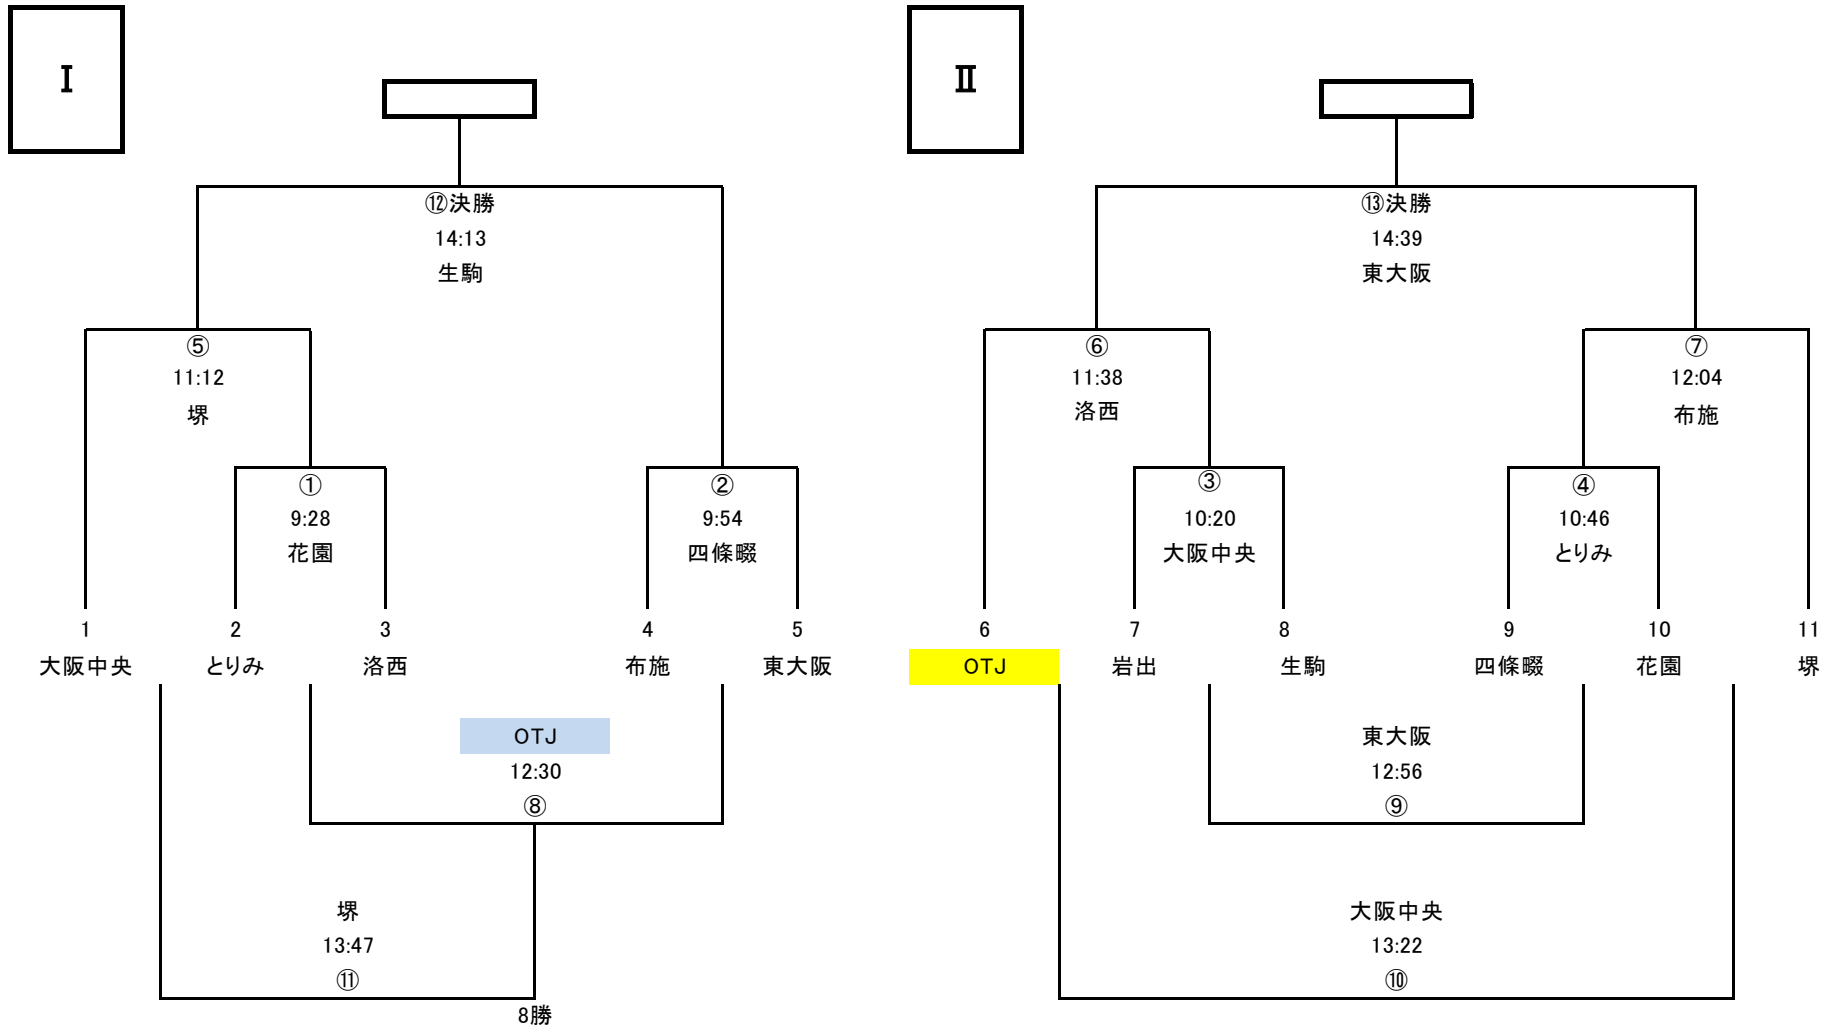 Ⅰ
⑫決勝
14:13
生駒
⑤
11:12
堺
①
9:28
花園
②
9:54
四條畷
1
2
3
4
5
大阪中央
とりみ
洛西
布施
東大阪
OTJ
12:30
⑧
堺
13:47
⑪
8勝
Ⅱ
⑬決勝
14:39
東大阪
⑥
11:38
洛西
⑦
12:04
布施
③
10:20
大阪中央
④
10:46
とりみ
6
7
8
9
10
11
OTJ
岩出
生駒
四條畷
花園
堺
東大阪
12:56
⑨
大阪中央
13:22
⑩